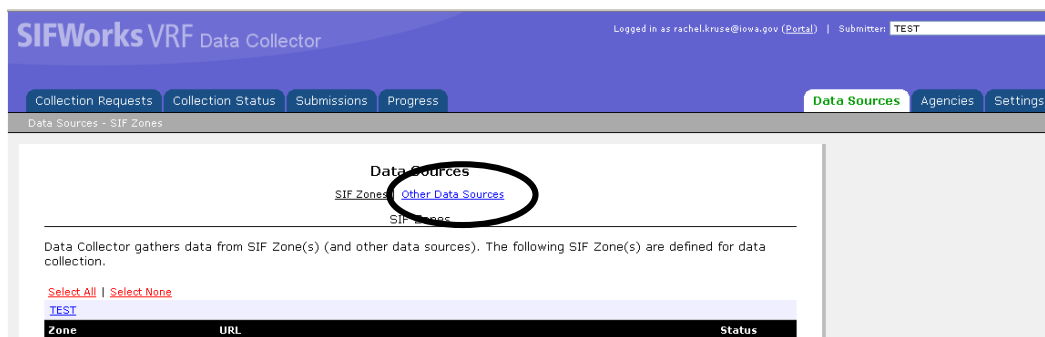 SIFWorks VRF Data Collector
Logged in as rachel.kruse@iowa.gov (Portal) | Submitter: TEST
Collection Requests Collection Status Submissions Progress Data Sources Agencies Settings
Data Sources - SIF Zones
Data Sources
SIF Zones | Other Data Sources
SIF Zones
Data Collector gathers data from SIF Zone(s) (and other data sources). The following SIF Zone(s) are defined for data
collection.
Select All | Select None
TEST
Zone URL Status